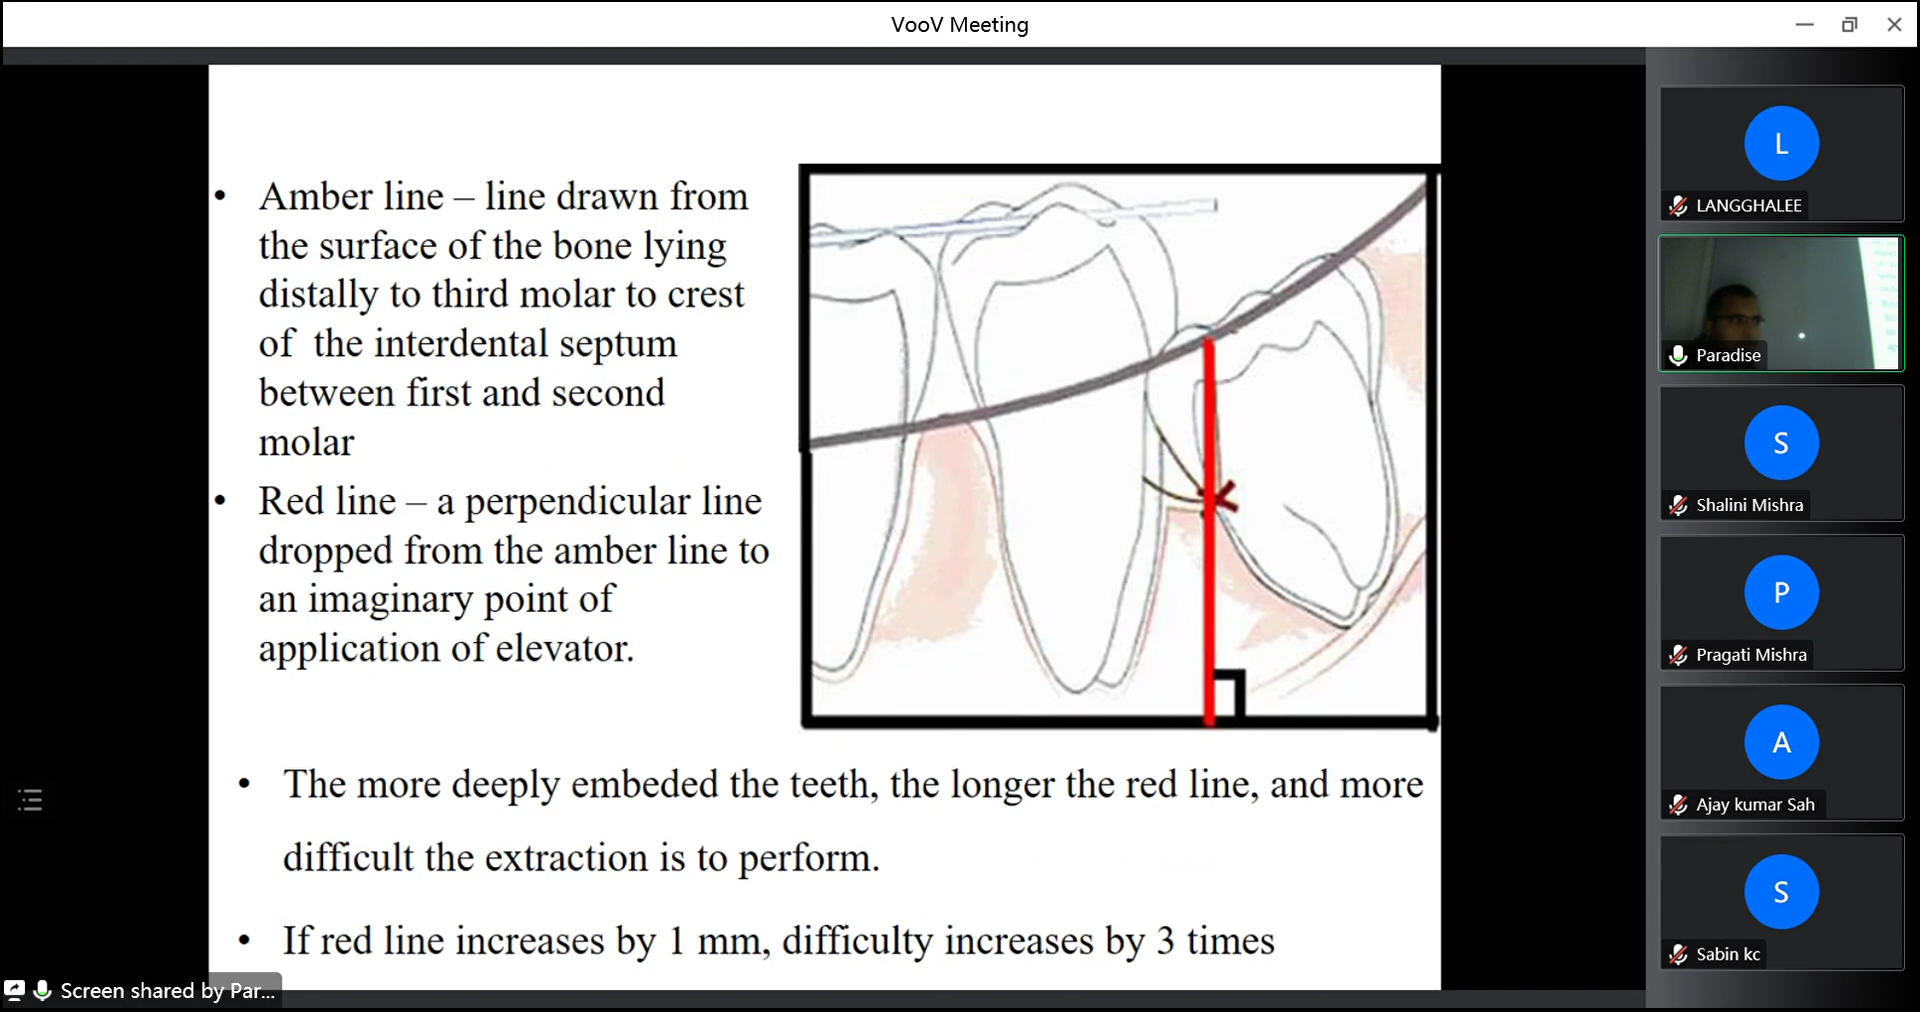 VooV Meeting
• Amber line – line drawn from
the surface of the bone lying
distally to third molar to crest
of the interdental septum
between first and second
molar
• Red line – a perpendicular line
dropped from the amber line to
an imaginary point of
application of elevator.
• The more deeply embeded the teeth, the longer the red line, and more
difficult the extraction is to perform.
• If red line increases by 1 mm, difficulty increases by 3 times
Screen shared by Par...
L
LANGGHALEE
Paradise
S
Shalini Mishra
P
Pragati Mishra
A
Ajay kumar Sah
S
Sabin kc